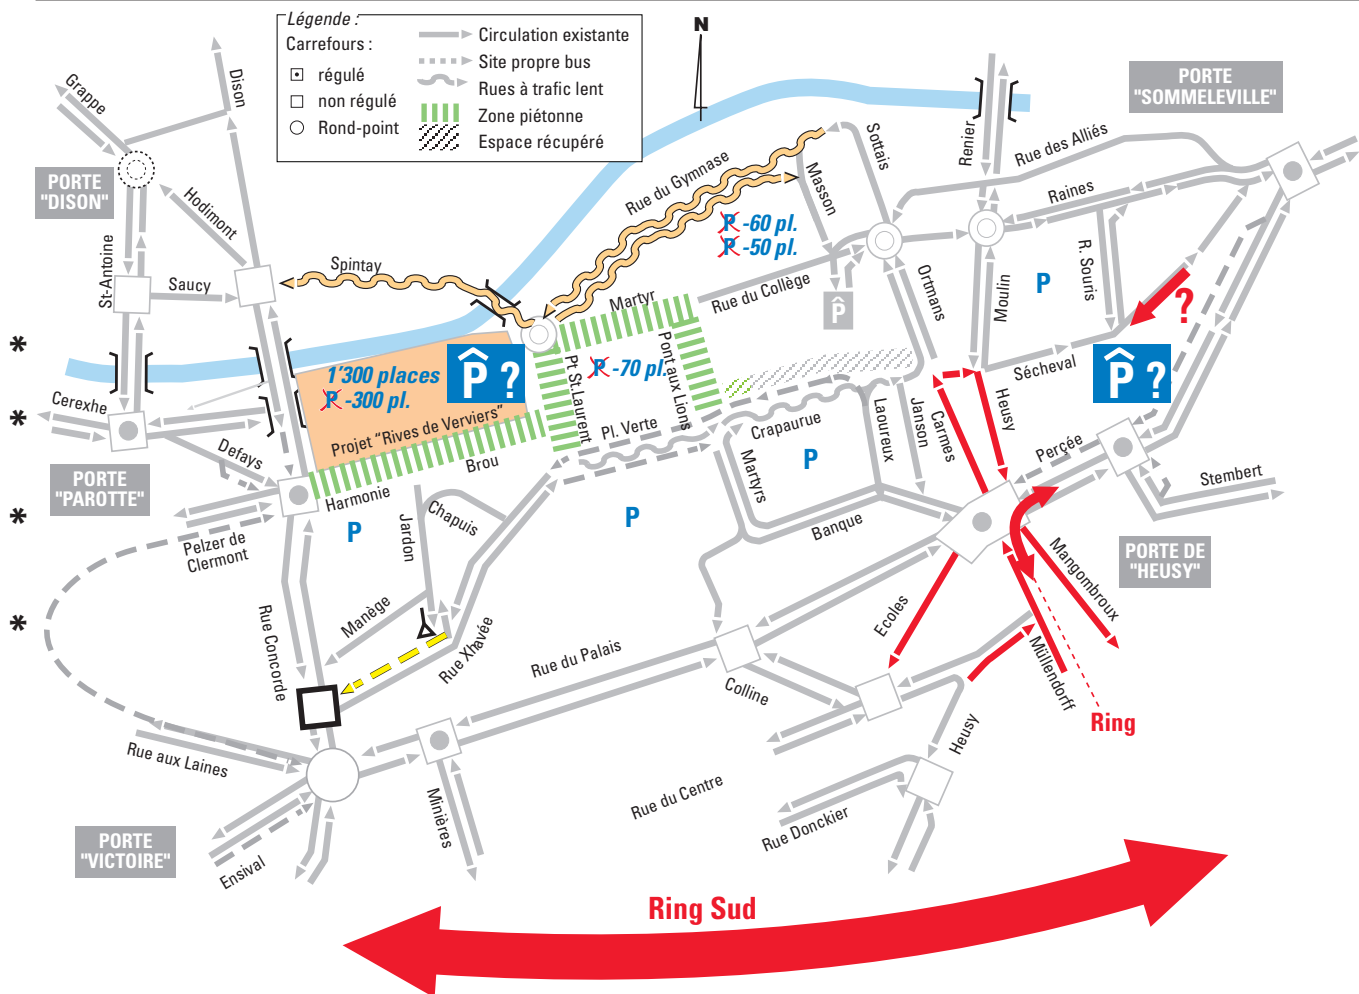 Légende :
Carrefours :
régulé
non régulé
Rond-point
Circulation existante
Site propre bus
Rues à trafic lent
Zone piétonne
Espace récupéré
N
PORTE
"SOMMELEVILLE"
Grappe
Dison
PORTE
"DISON"
Hodimont
St-Antoine
Saucy
Spintay
Rue du Gymnase
Masson
Sottais
Renier
Rue des Alliés
Raines
R. Souris
P -60 pl.
P -50 pl.
Martyr
Rue du Collège
P
Ortmans
Moulin
P
?
Sécheval
P ?
*
1'300 places
P -300 pl.
P ?
P -70 pl.
Pt St.Laurent
Pont aux Lions
Projet "Rives de Verviers"
*
Cerexhe
Defays
PORTE
"PAROTTE"
Harmonie
Brou
Pl. Verte
Crapaurue
Laoureux
Janson
Carmes
Heusy
Perçée
Stembert
*
Pelzer de
Clermont
P
Jardon
Chapuis
P
Martyrs
P
Banque
PORTE DE
"HEUSY"
Mangombroux
*
Rue Concorde
Manège
Rue Xhavée
Rue du Palais
Colline
Ecoles
Müllendorff
Ring
Heusy
Rue aux Laines
Minières
Rue du Centre
Rue Donckier
PORTE
"VICTOIRE"
Ensival
Ring Sud